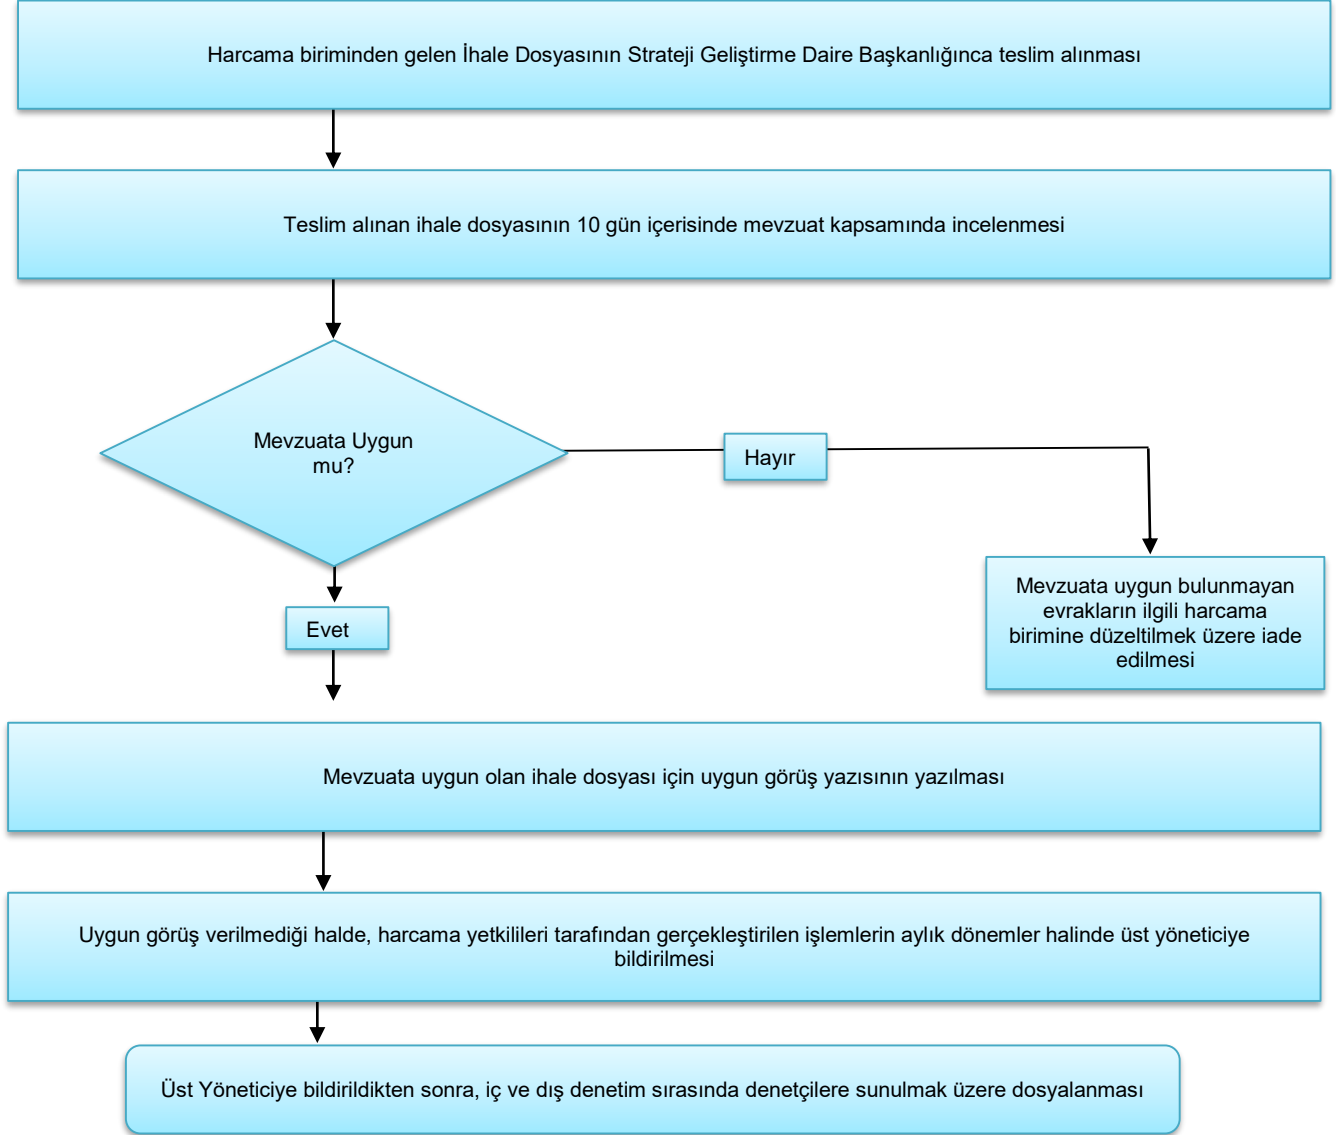 Harcama biriminden gelen İhale Dosyasının Strateji Geliştirme Daire Başkanlığınca teslim alınması
Teslim alınan ihale dosyasının 10 gün içerisinde mevzuat kapsamında incelenmesi
Mevzuata Uygun
mu?
Hayır
Mevzuata uygun bulunmayan
evrakların ilgili harcama
birimine düzeltilmek üzere iade
edilmesi
Evet
Mevzuata uygun olan ihale dosyası için uygun görüş yazısının yazılması
Uygun görüş verilmediği halde, harcama yetkilileri tarafından gerçekleştirilen işlemlerin aylık dönemler halinde üst yöneticiye
bildirilmesi
Üst Yöneticiye bildirildikten sonra, iç ve dış denetim sırasında denetçilere sunulmak üzere dosyalanması